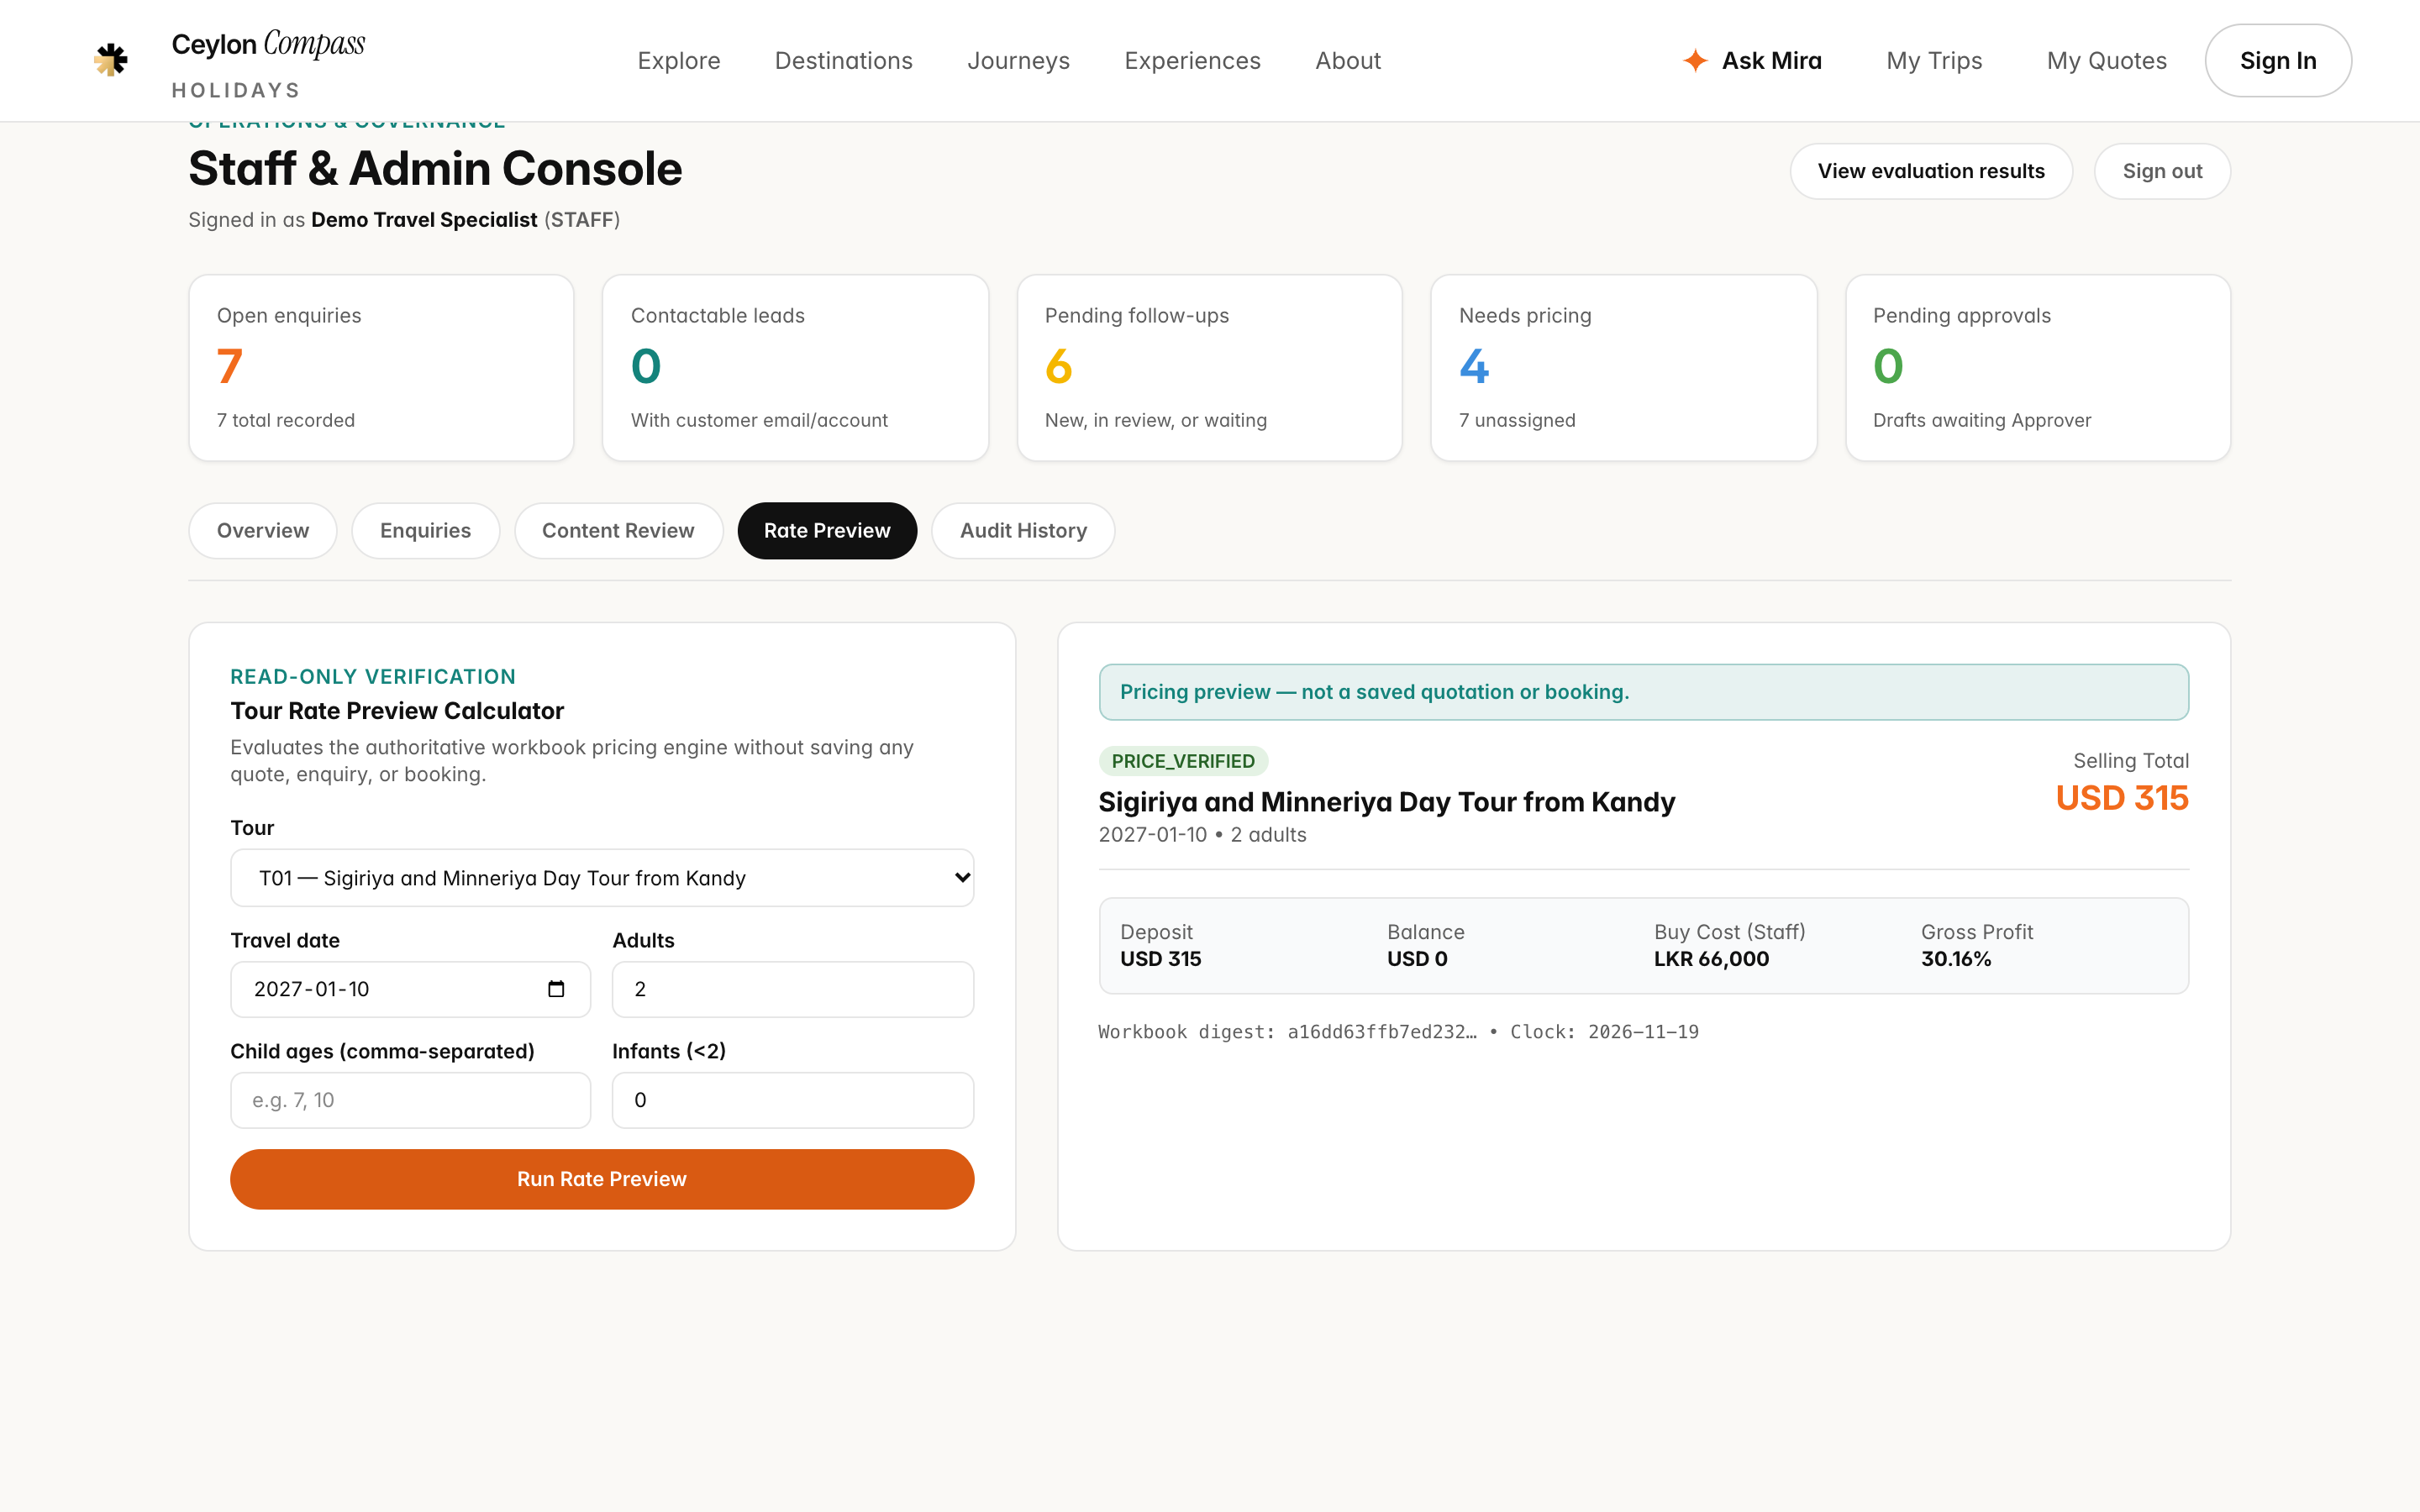 Ceylon Compass
HOLIDAYS
Explore
Destinations
Journeys
Experiences
About
Ask Mira
My Trips
My Quotes
Sign In
OPERATIONS & GOVERNANCE
Staff & Admin Console
Signed in as Demo Travel Specialist (STAFF)
View evaluation results
Sign out
Open enquiries
7
7 total recorded
Contactable leads
0
With customer email/account
Pending follow-ups
6
New, in review, or waiting
Needs pricing
4
7 unassigned
Pending approvals
0
Drafts awaiting Approver
Overview
Enquiries
Content Review
Rate Preview
Audit History
READ-ONLY VERIFICATION
Tour Rate Preview Calculator
Evaluates the authoritative workbook pricing engine without saving any
quote, enquiry, or booking.
Tour
T01 — Sigiriya and Minneriya Day Tour from Kandy
Travel date
2027-01-10
Adults
2
Child ages (comma-separated)
e.g. 7, 10
Infants (<2)
0
Run Rate Preview
Pricing preview — not a saved quotation or booking.
PRICE_VERIFIED
Sigiriya and Minneriya Day Tour from Kandy
2027-01-10 • 2 adults
Selling Total
USD 315
Deposit
USD 315
Balance
USD 0
Buy Cost (Staff)
LKR 66,000
Gross Profit
30.16%
Workbook digest: a16dd63ffb7ed232… • Clock: 2026-11-19